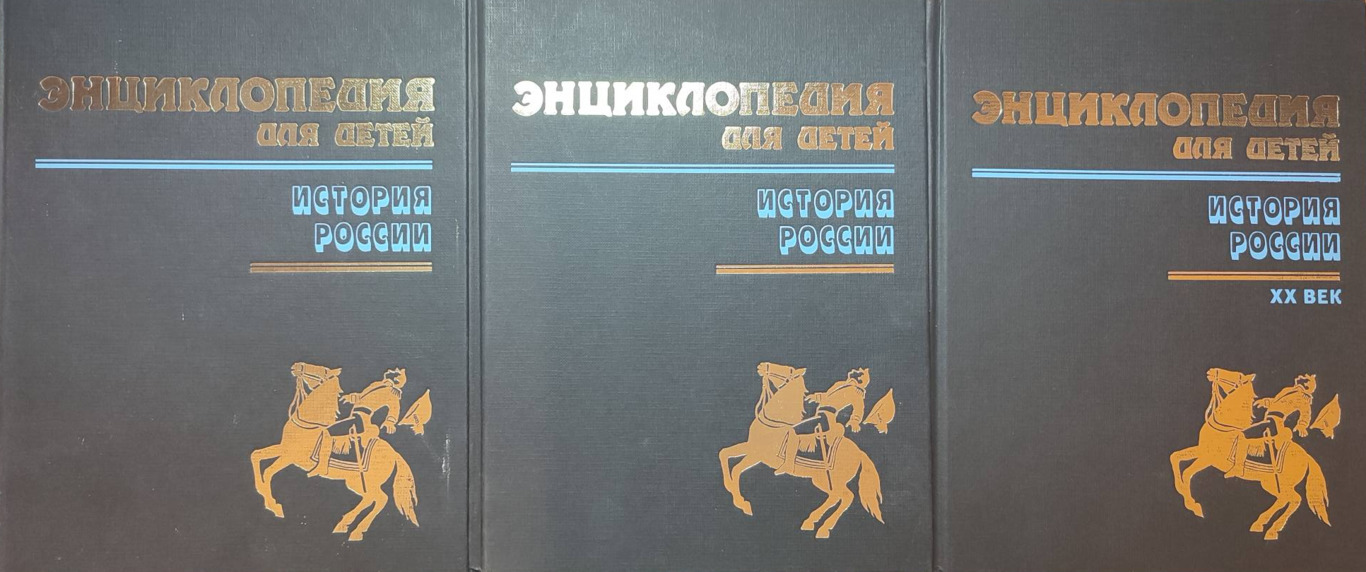 ЭНЦИКЛОПЕДИЯ
ДЛЯ ДЕТЕЙ
ИСТОРИЯ
РОССИИ
ЭНЦИКЛОПЕДИЯ
ДЛЯ ДЕТЕЙ
ИСТОРИЯ
РОССИИ
ЭНЦИКЛОПЕДИЯ
ДЛЯ ДЕТЕЙ
ИСТОРИЯ
РОССИИ
XX ВЕК